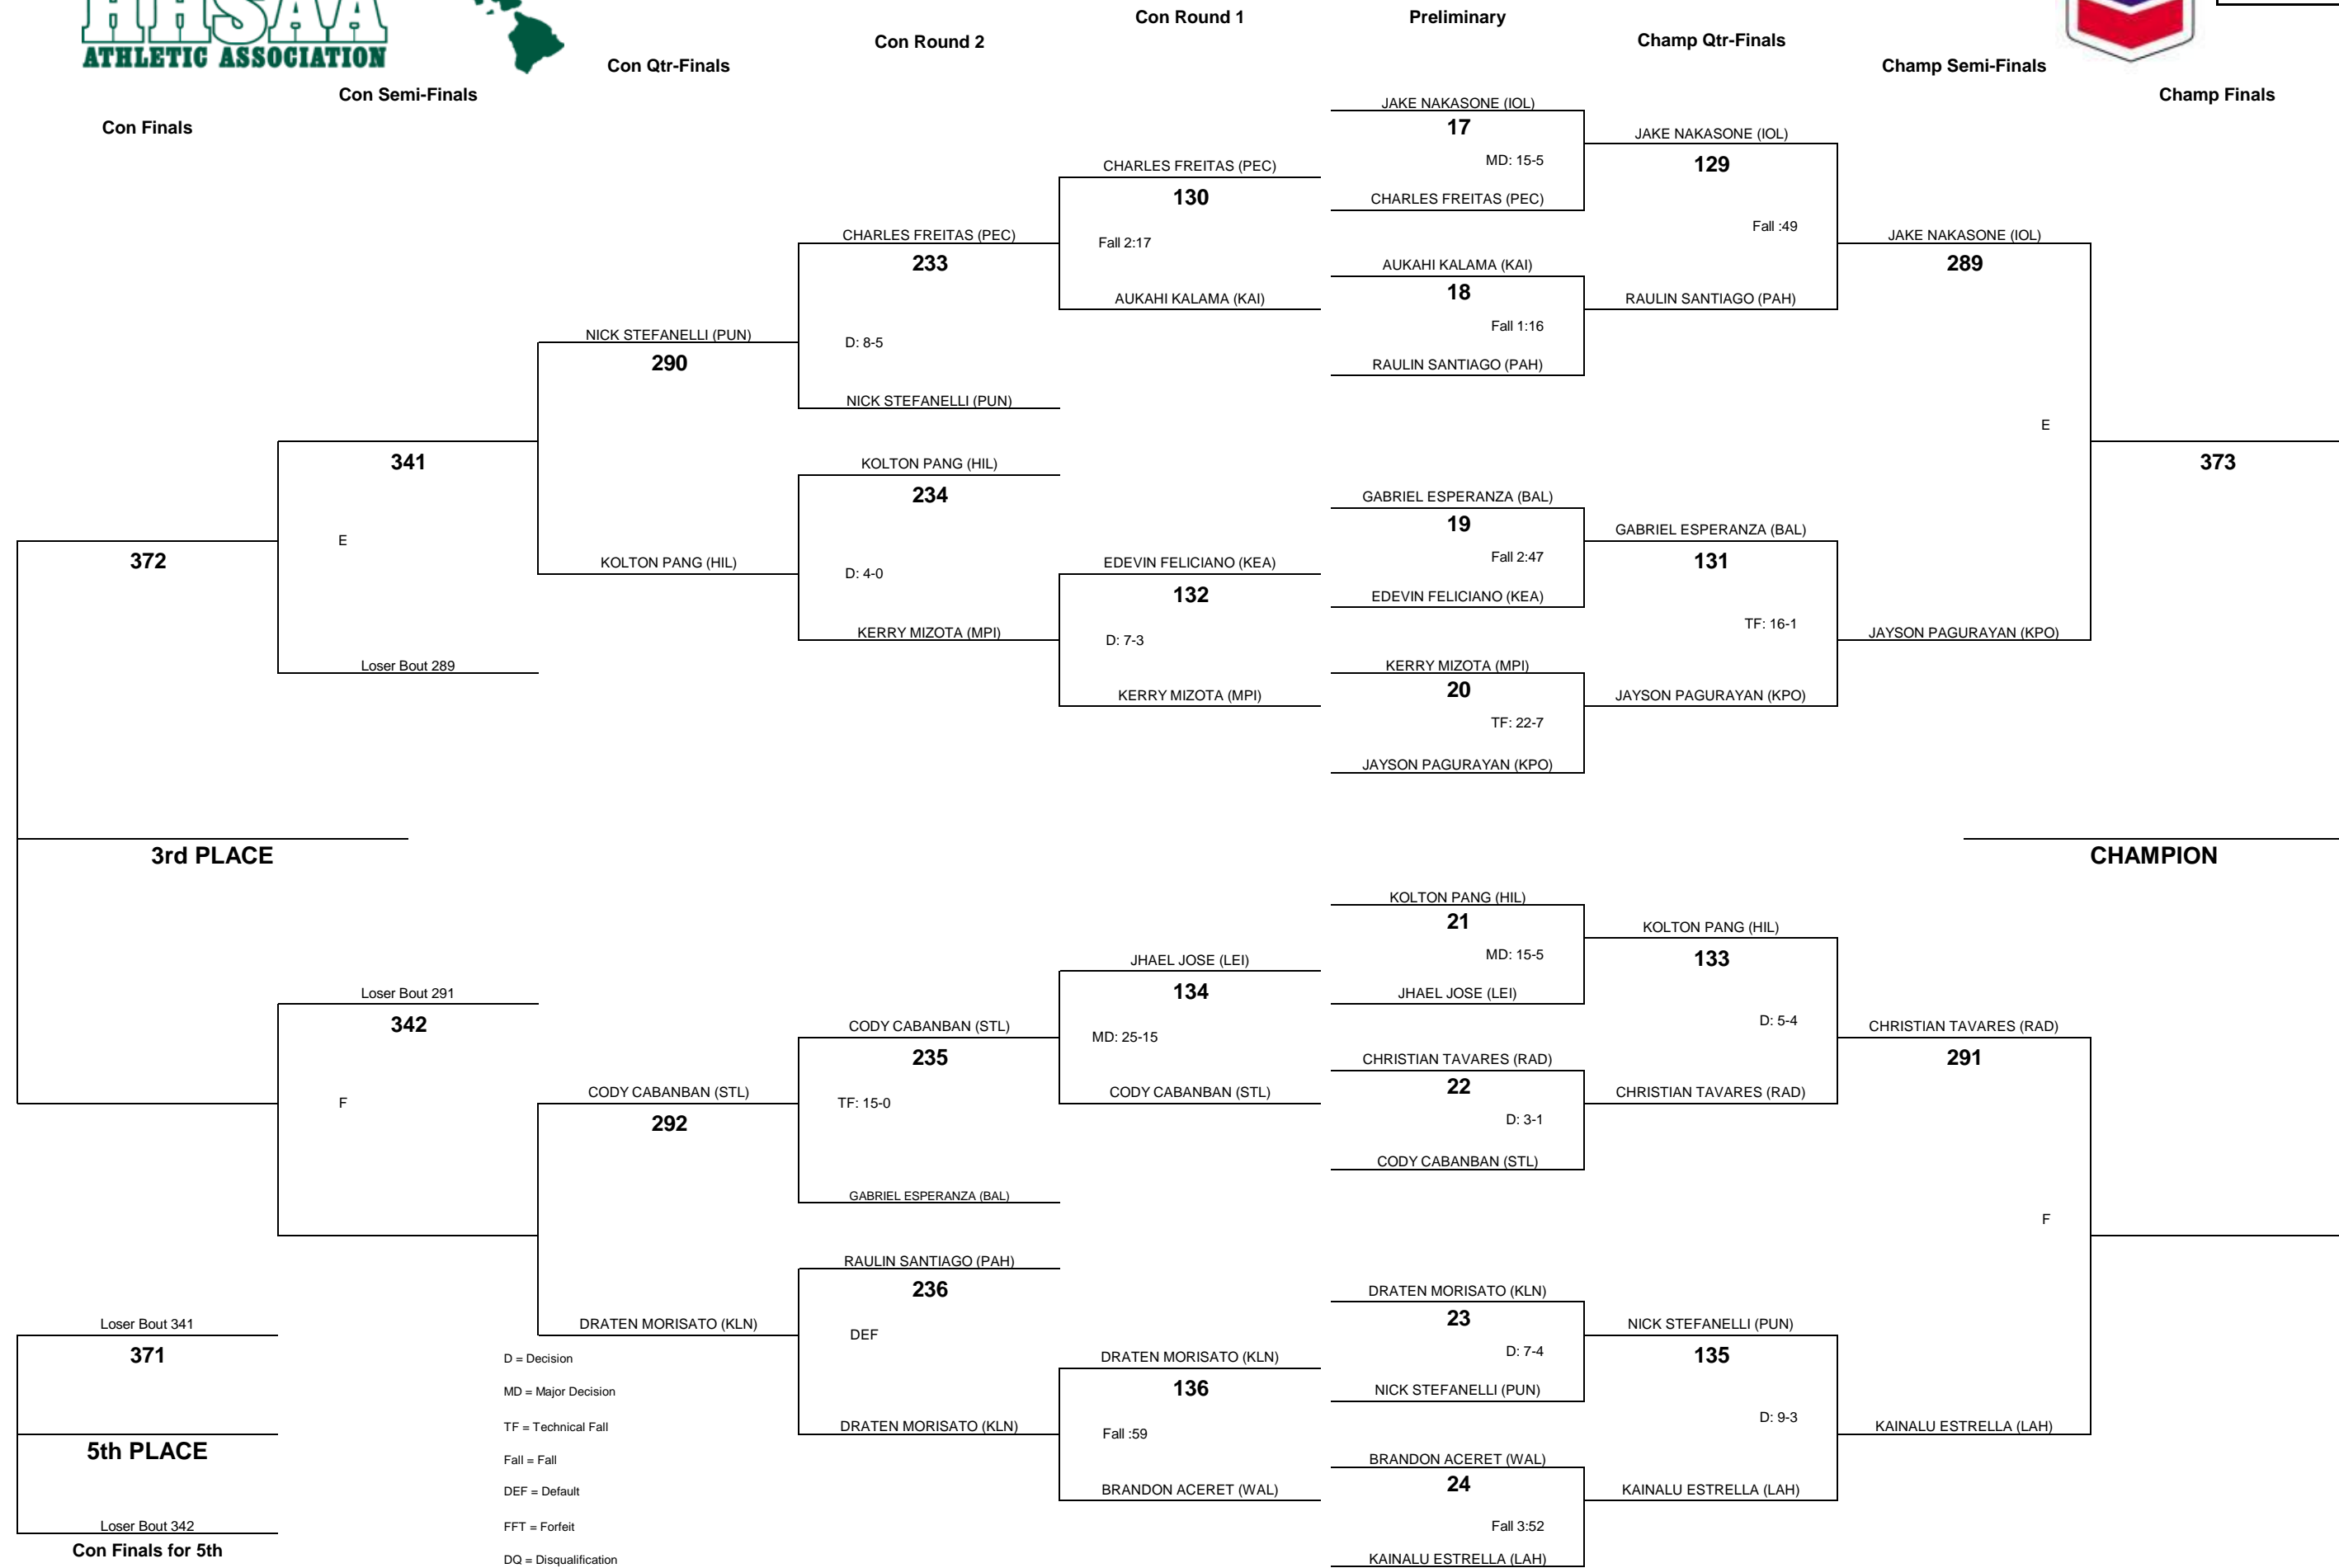 HHSAA
ATHLETIC ASSOCIATION
Con Finals
Con Semi-Finals
Con Qtr-Finals
Con Round 2
Con Round 1
Preliminary
Champ Qtr-Finals
Champ Semi-Finals
Champ Finals
JAKE NAKASONE (IOL)
17
MD: 15-5
CHARLES FREITAS (PEC)
AUKAHI KALAMA (KAI)
18
Fall 1:16
RAULIN SANTIAGO (PAH)
GABRIEL ESPERANZA (BAL)
19
Fall 2:47
EDEVIN FELICIANO (KEA)
KERRY MIZOTA (MPI)
20
TF: 22-7
JAYSON PAGURAYAN (KPO)
KOLTON PANG (HIL)
21
MD: 15-5
JHAEL JOSE (LEI)
CHRISTIAN TAVARES (RAD)
22
D: 3-1
CODY CABANBAN (STL)
DRATEN MORISATO (KLN)
23
D: 7-4
NICK STEFANELLI (PUN)
BRANDON ACERET (WAL)
24
Fall 3:52
KAINALU ESTRELLA (LAH)
JAKE NAKASONE (IOL)
129
Fall :49
RAULIN SANTIAGO (PAH)
GABRIEL ESPERANZA (BAL)
131
TF: 16-1
JAYSON PAGURAYAN (KPO)
KOLTON PANG (HIL)
133
D: 5-4
CHRISTIAN TAVARES (RAD)
NICK STEFANELLI (PUN)
135
D: 9-3
KAINALU ESTRELLA (LAH)
JAKE NAKASONE (IOL)
289
E
JAYSON PAGURAYAN (KPO)
CHRISTIAN TAVARES (RAD)
291
F
KAINALU ESTRELLA (LAH)
373
CHAMPION
CHARLES FREITAS (PEC)
130
Fall 2:17
AUKAHI KALAMA (KAI)
EDEVIN FELICIANO (KEA)
132
D: 7-3
KERRY MIZOTA (MPI)
JHAEL JOSE (LEI)
134
MD: 25-15
CODY CABANBAN (STL)
DRATEN MORISATO (KLN)
136
Fall :59
BRANDON ACERET (WAL)
CHARLES FREITAS (PEC)
233
D: 8-5
NICK STEFANELLI (PUN)
KOLTON PANG (HIL)
234
D: 4-0
KERRY MIZOTA (MPI)
CODY CABANBAN (STL)
235
TF: 15-0
GABRIEL ESPERANZA (BAL)
RAULIN SANTIAGO (PAH)
236
DEF
DRATEN MORISATO (KLN)
NICK STEFANELLI (PUN)
290
KOLTON PANG (HIL)
CODY CABANBAN (STL)
292
DRATEN MORISATO (KLN)
341
E
Loser Bout 289
Loser Bout 291
342
F
372
3rd PLACE
Loser Bout 341
371
5th PLACE
Loser Bout 342
Con Finals for 5th
D = Decision
MD = Major Decision
TF = Technical Fall
Fall = Fall
DEF = Default
FFT = Forfeit
DQ = Disqualification